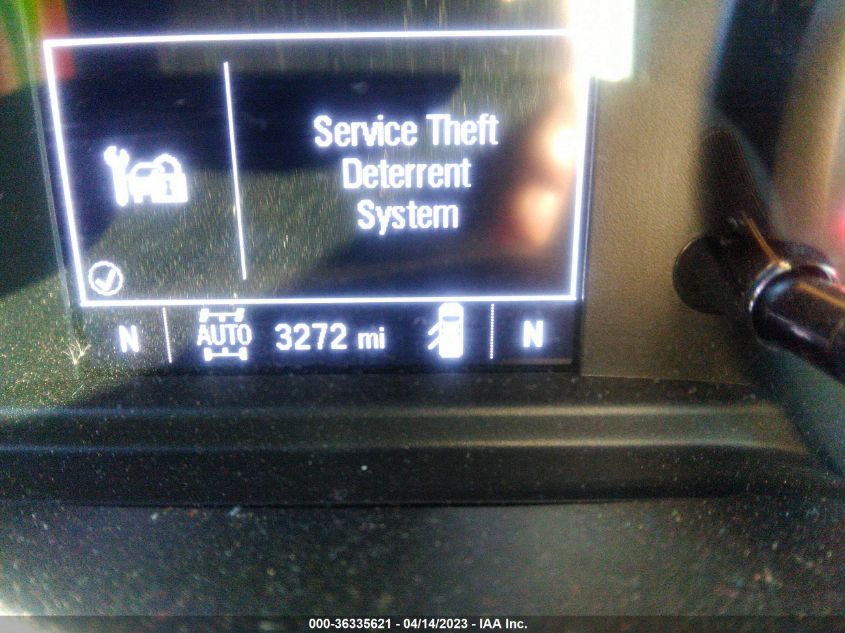 Service Theft
Deterrent
System
N AUTO 3272 mi N
000-36335621 - 04/14/2023 - IAA Inc.